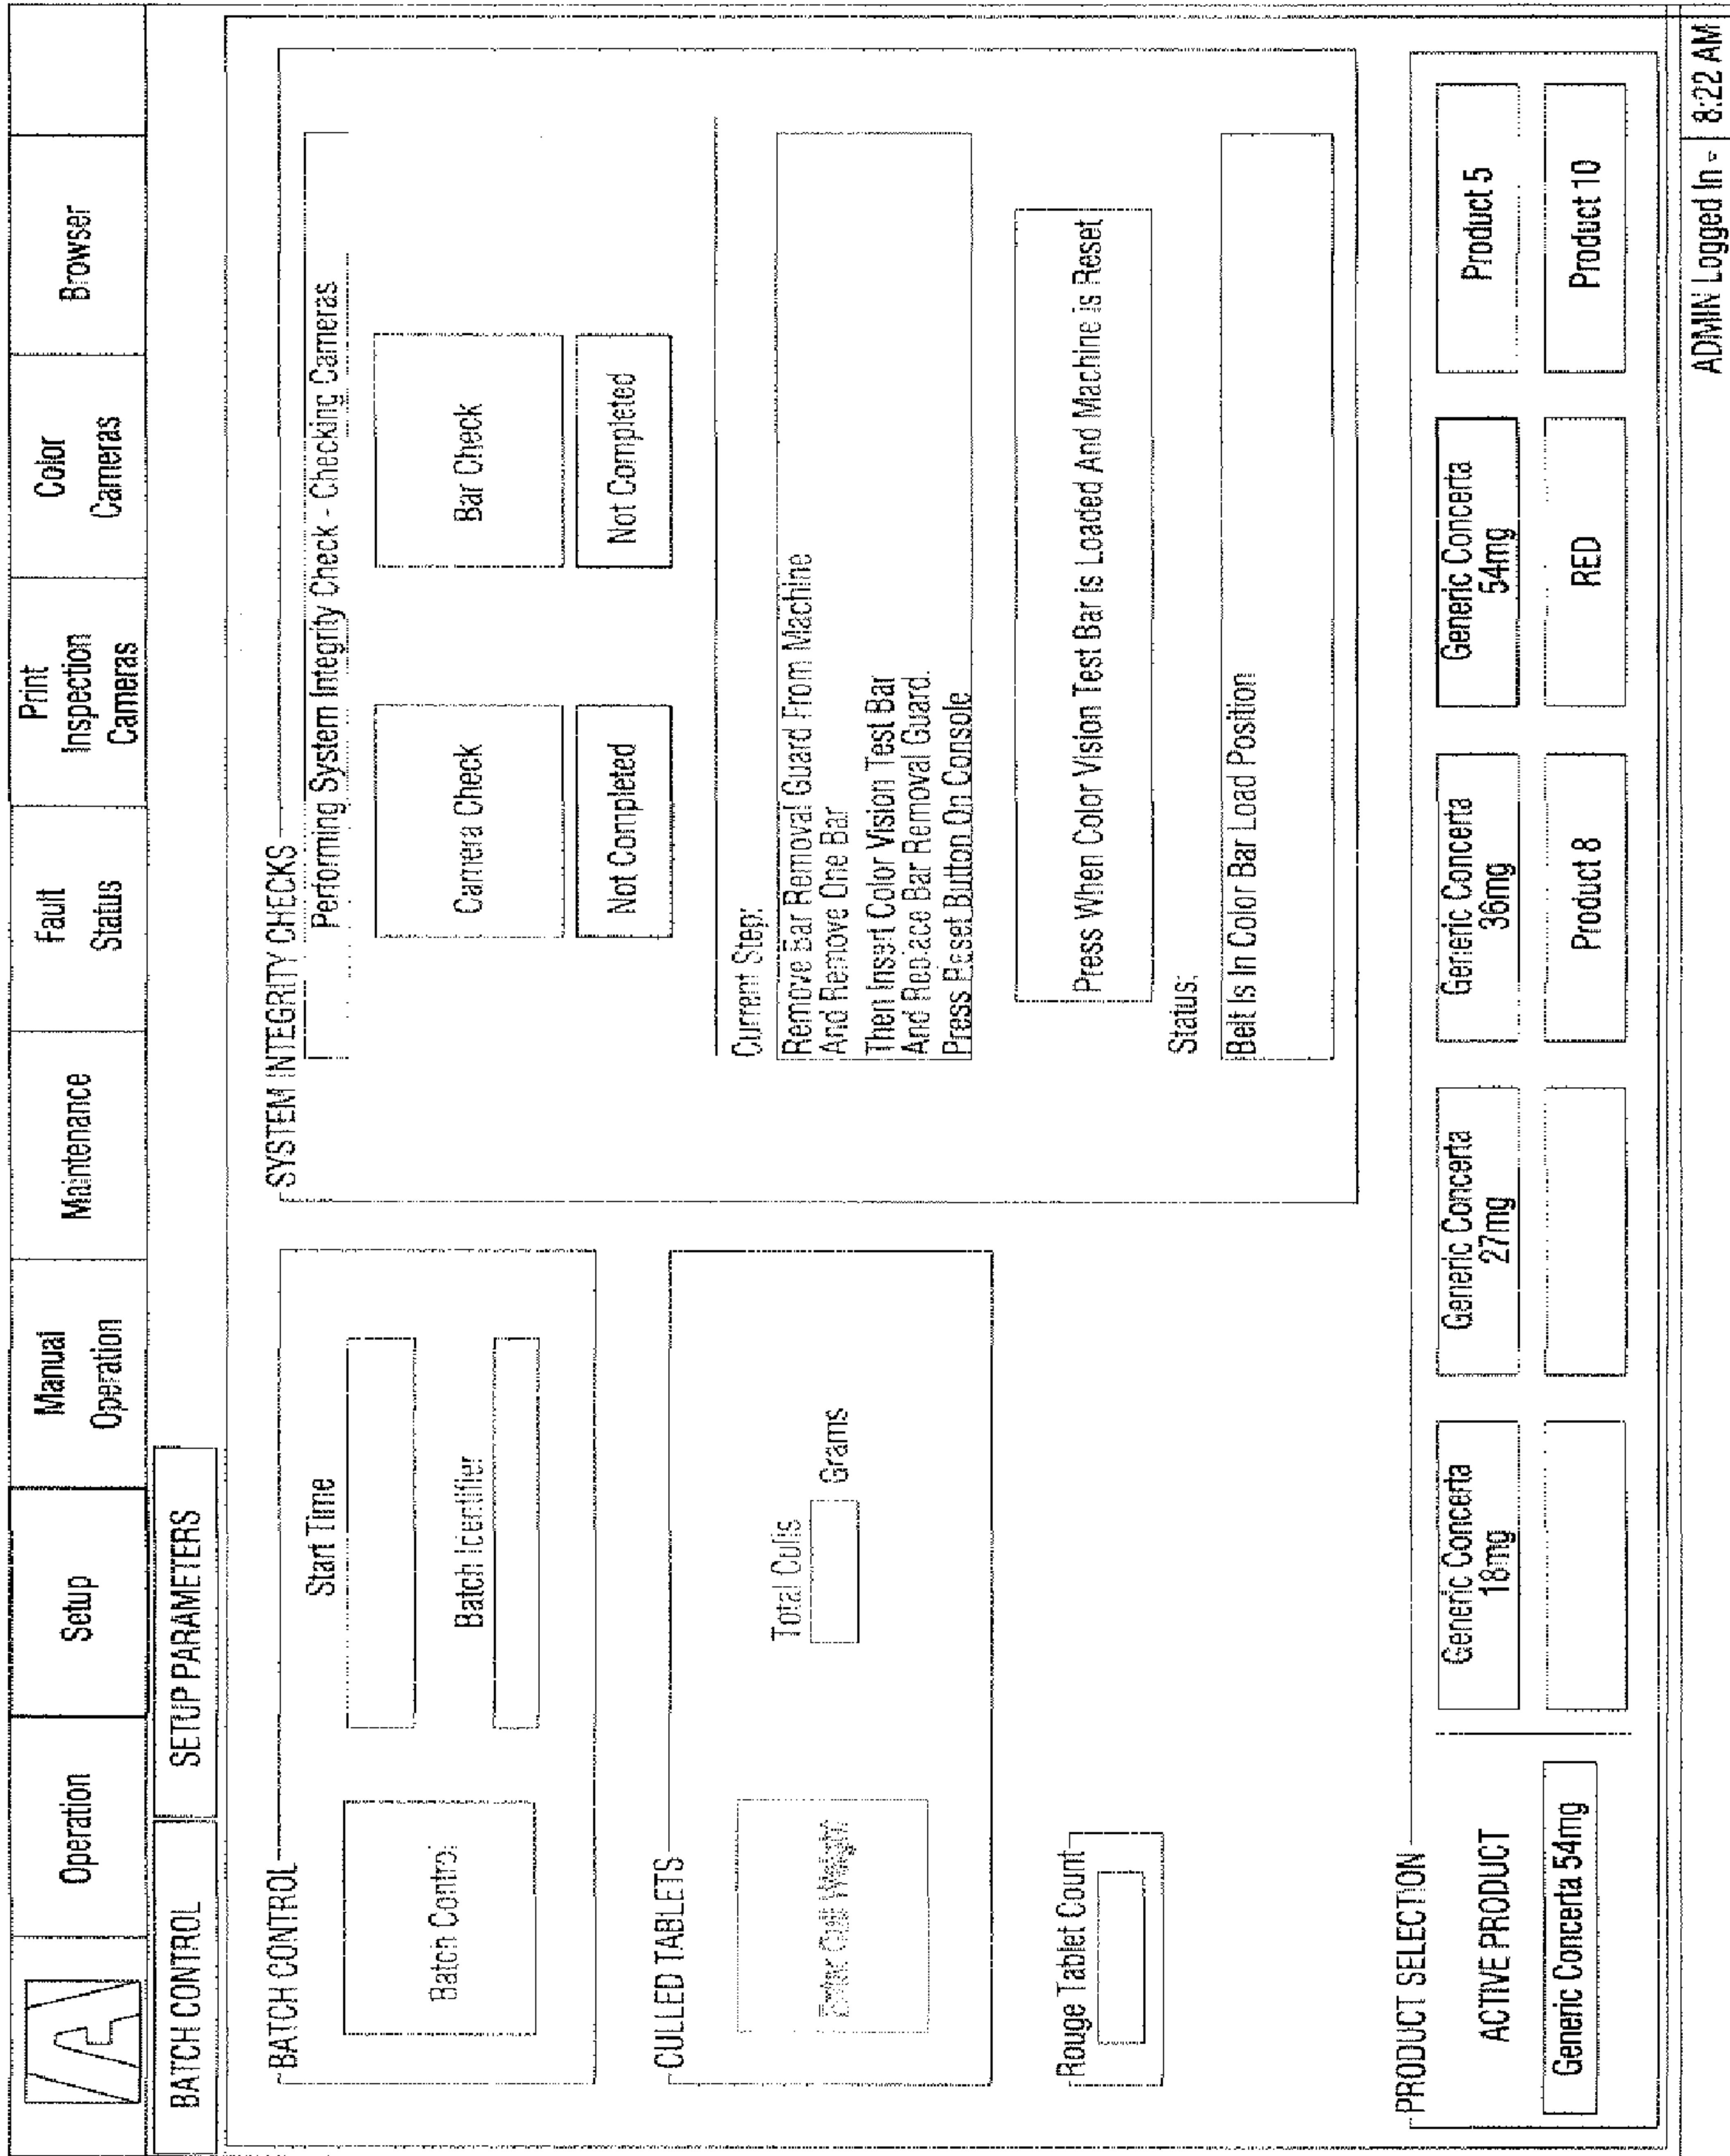 A
Operation
Setup
Manual
Operation
Maintenance
Fault
Status
Print
Inspection
Cameras
Color
Cameras
Browser
BATCH CONTROL
SETUP PARAMETERS
BATCH CONTROL
Batch Control
Start Time
Batch Identifier
CULLED TABLETS
Enter Cull Weight
Total Culls
Grams
Rouge Tablet Count
SYSTEM INTEGRITY CHECKS
Performing System Integrity Check - Checking Cameras
Camera Check
Bar Check
Not Completed
Not Completed
Current Step:
Remove Bar Removal Guard From Machine
And Remove One Bar
Then Insert Color Vision Test Bar
And Replace Bar Removal Guard.
Press Reset Button On Console
Press When Color Vision Test Bar is Loaded And Machine is Reset
Status:
Belt Is In Color Bar Load Position
PRODUCT SELECTION
ACTIVE PRODUCT
Generic Concerta 54mg
Generic Concerta
18mg
Generic Concerta
27mg
Generic Concerta
36mg
Generic Concerta
54mg
Product 5
Product 8
RED
Product 10
ADMIN Logged In -
8:22 AM